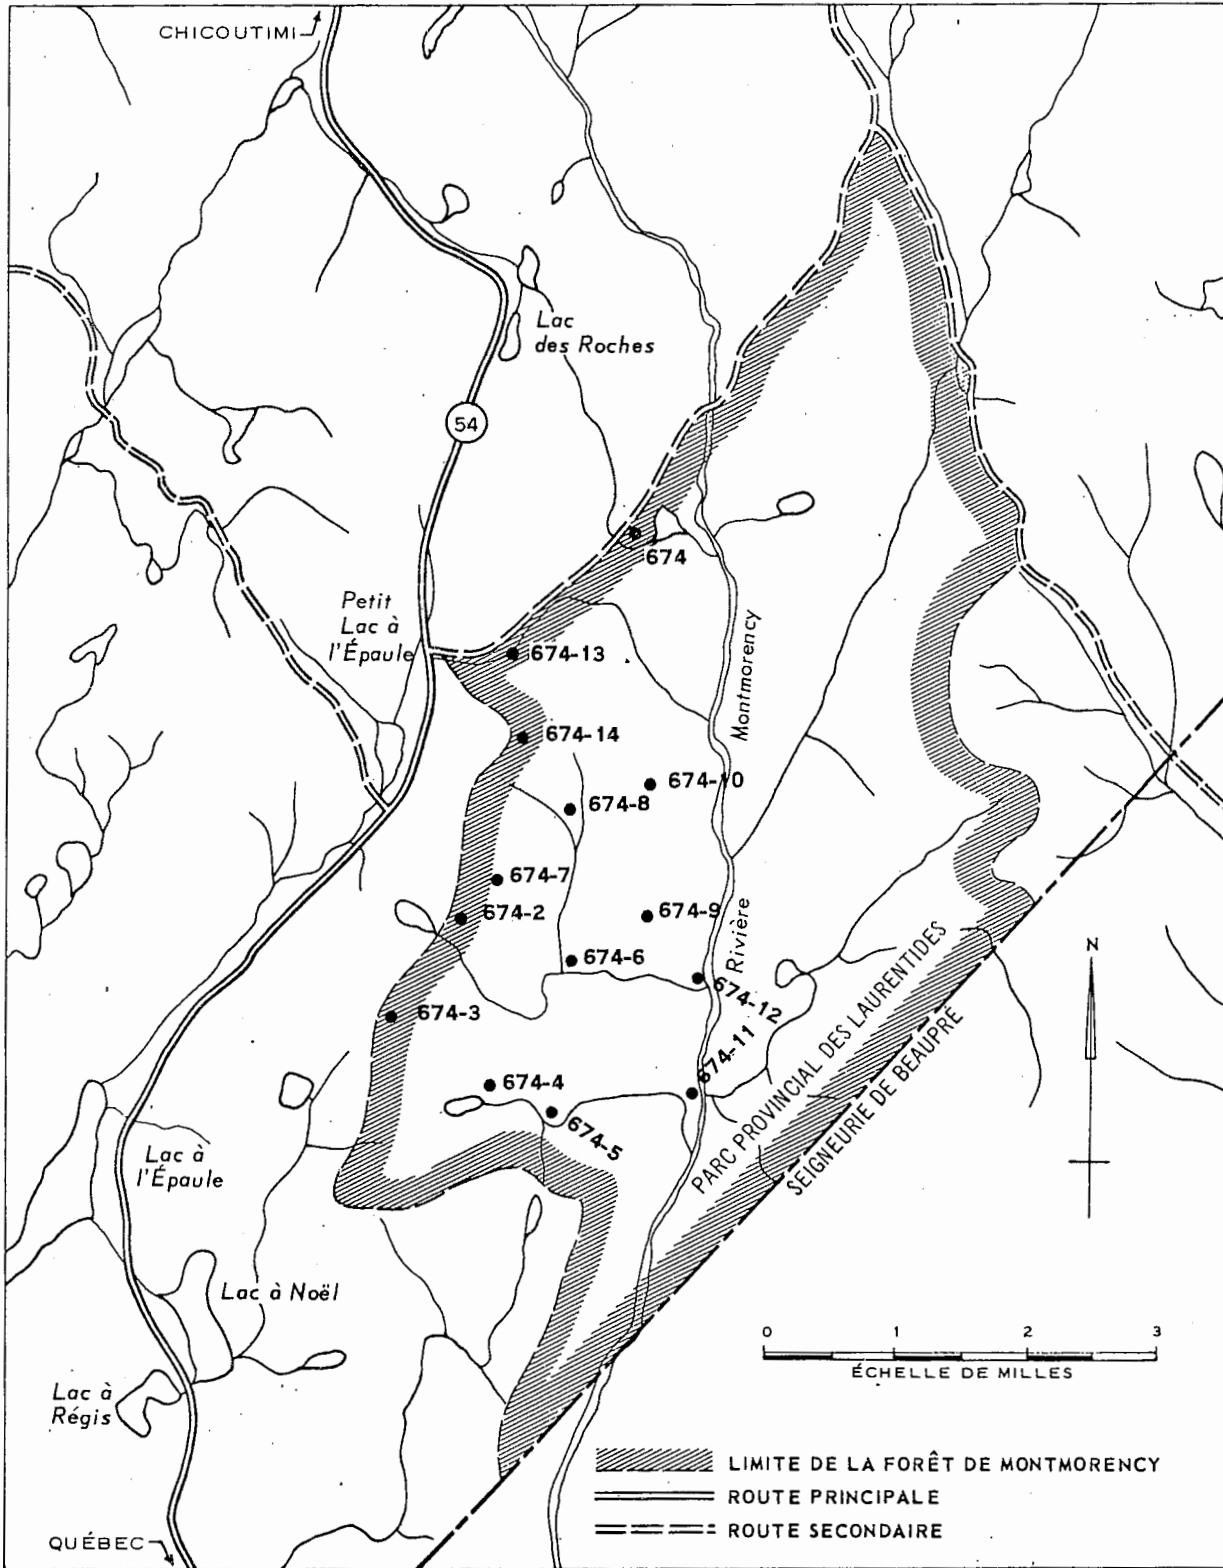 CHICOUTIMI
Lac
des Roches
54
674
Petit
Lac à
l'Épaule
674-13
Montmorency
674-14
674-10
674-8
674-7
674-2
674-9
Rivière
674-6
674-12
N
674-3
674-11
674-4
674-5
PARC PROVINCIAL DES LAURENTIDES
SEIGNEURIE DE BEAUPRÉ
Lac à
l'Épaule
Lac à Noël
0 1 2 3
ÉCHELLE DE MILLES
Lac à
Régis
LIMITE DE LA FORÊT DE MONTMORENCY
ROUTE PRINCIPALE
ROUTE SECONDAIRE
QUÉBEC